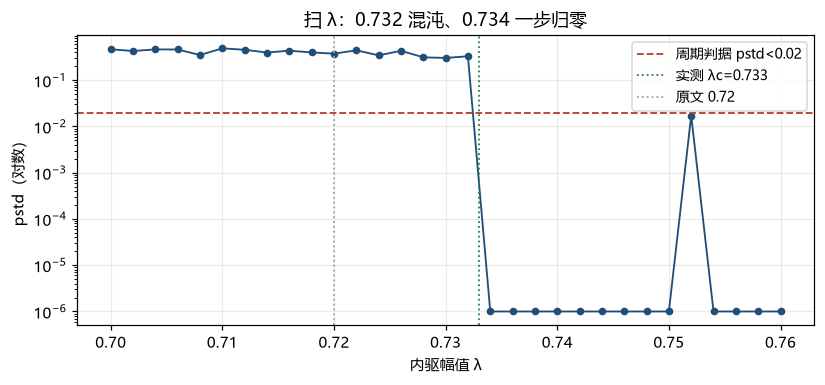 扫 λ：0.732 混沌、0.734 一步归零
pstd（对数）
10⁻¹
10⁻²
10⁻³
10⁻⁴
10⁻⁵
10⁻⁶
周期判据 pstd<0.02
实测 λc=0.733
原文 0.72
0.70 0.71 0.72 0.73 0.74 0.75 0.76
内驱幅值 λ